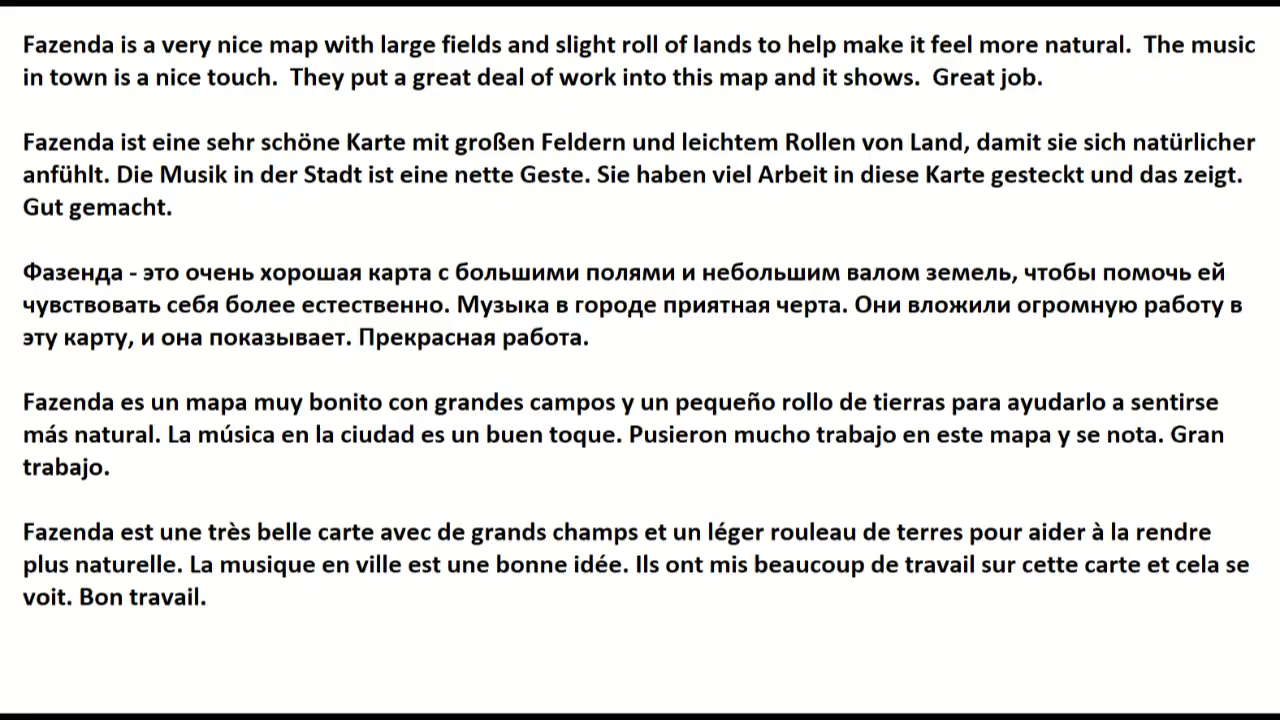 Fazenda is a very nice map with large fields and slight roll of lands to help make it feel more natural.  The music
in town is a nice touch.  They put a great deal of work into this map and it shows.  Great job.
Fazenda ist eine sehr schöne Karte mit großen Feldern und leichtem Rollen von Land, damit sie sich natürlicher
anfühlt. Die Musik in der Stadt ist eine nette Geste. Sie haben viel Arbeit in diese Karte gesteckt und das zeigt.
Gut gemacht.
Фазенда - это очень хорошая карта с большими полями и небольшим валом земель, чтобы помочь ей
чувствовать себя более естественно. Музыка в городе приятная черта. Они вложили огромную работу в
эту карту, и она показывает. Прекрасная работа.
Fazenda es un mapa muy bonito con grandes campos y un pequeño rollo de tierras para ayudarlo a sentirse
más natural. La música en la ciudad es un buen toque. Pusieron mucho trabajo en este mapa y se nota. Gran
trabajo.
Fazenda est une très belle carte avec de grands champs et un léger rouleau de terres pour aider à la rendre
plus naturelle. La musique en ville est une bonne idée. Ils ont mis beaucoup de travail sur cette carte et cela se
voit. Bon travail.